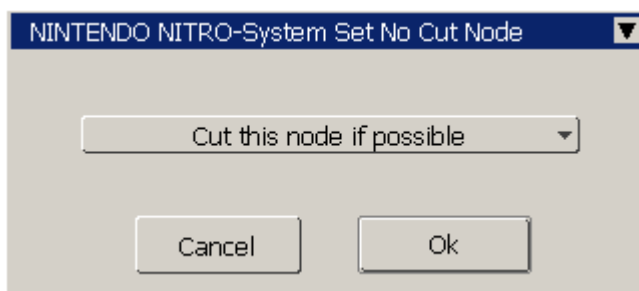 NINTENDO NITRO-System Set No Cut Node
Cut this node if possible
Cancel Ok